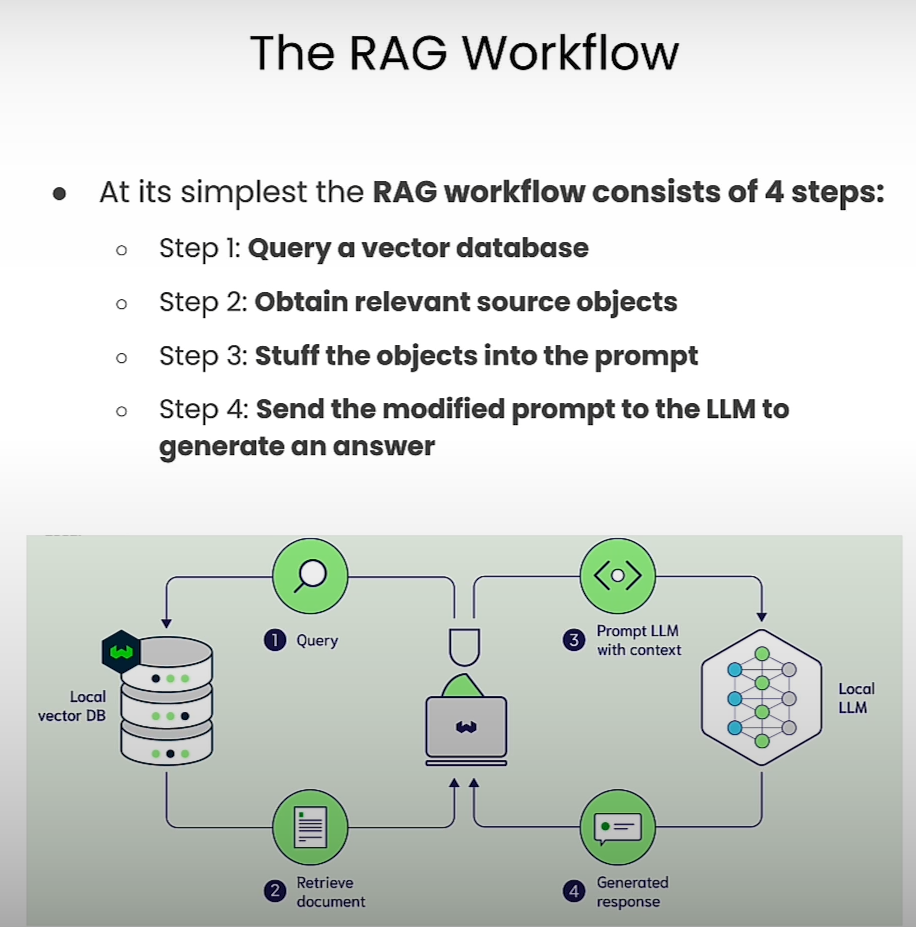 The RAG Workflow
● At its simplest the RAG workflow consists of 4 steps:
○ Step 1: Query a vector database
○ Step 2: Obtain relevant source objects
○ Step 3: Stuff the objects into the prompt
○ Step 4: Send the modified prompt to the LLM to
generate an answer
1 Query
3 Prompt LLM
with context
Local
vector DB
Local
LLM
2 Retrieve
document
4 Generated
response